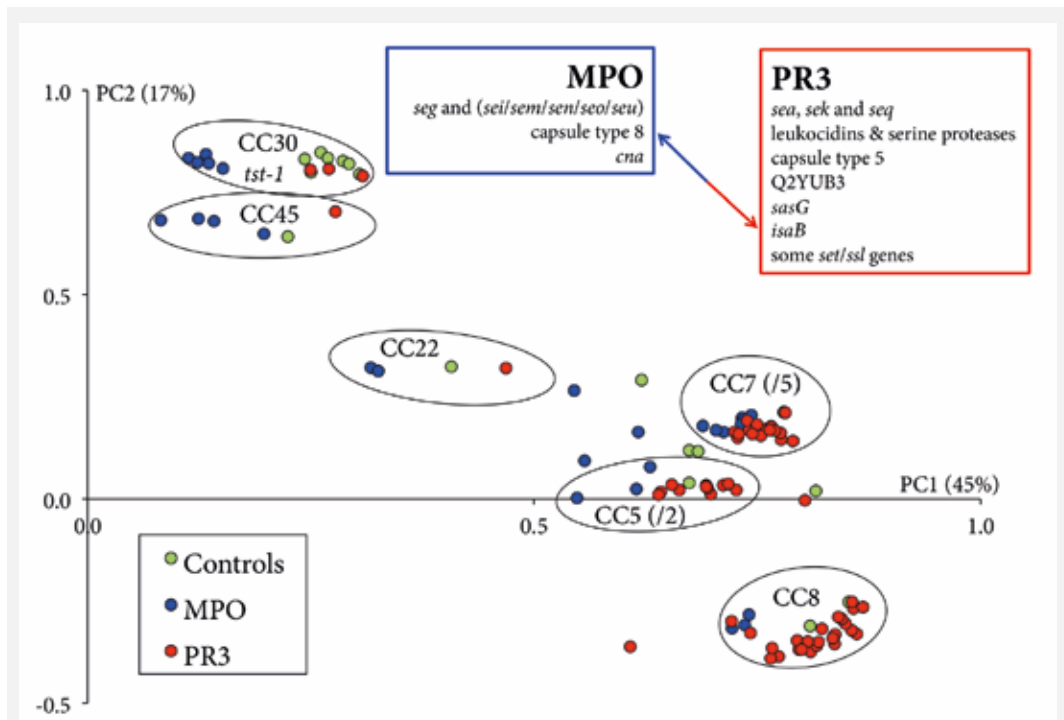 MPO
seg and (sei/sem/sen/seo/seu)
capsule type 8
cna
PR3
sea, sek and seq
leukocidins & serine proteases
capsule type 5
Q2YUB3
sasG
isaB
some set/ssl genes
1.0
PC2 (17%)
CC30
tst-1
CC45
0.5
CC22
CC7 (/5)
0.0
PC1 (45%)
CC5 (/2)
0.0
0.5
1.0
Controls
MPO
PR3
CC8
-0.5